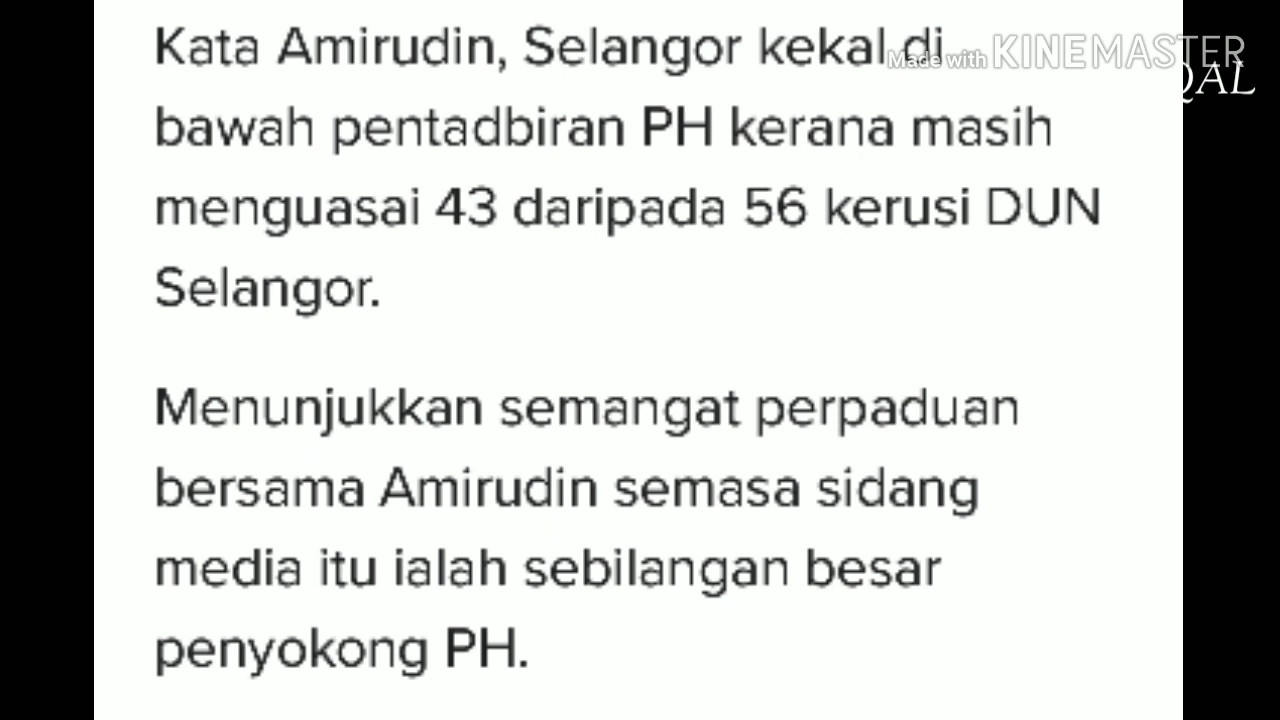 Kata Amirudin, Selangor kekal di
Made with KINEMASTER
QAL
bawah pentadbiran PH kerana masih
menguasai 43 daripada 56 kerusi DUN
Selangor.
Menunjukkan semangat perpaduan
bersama Amirudin semasa sidang
media itu ialah sebilangan besar
penyokong PH.